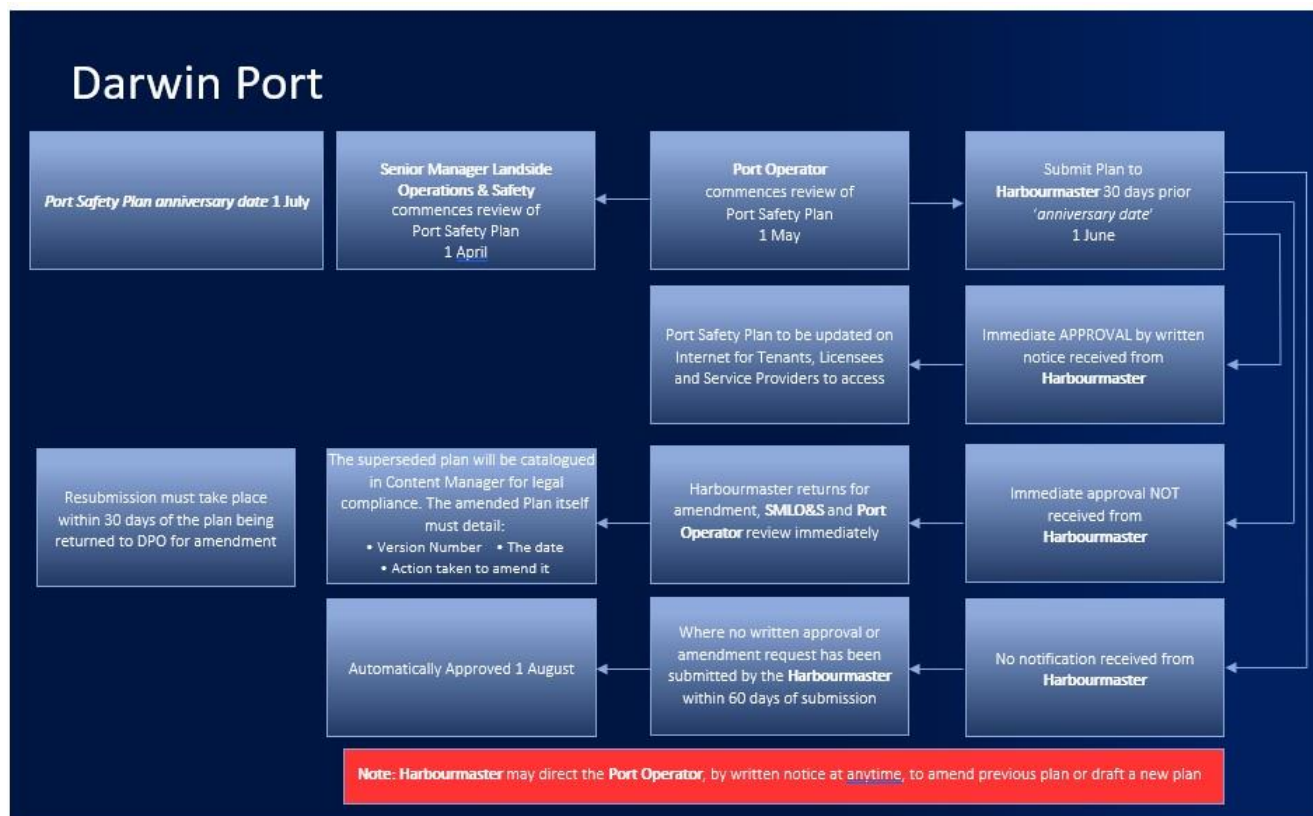 Darwin Port
Port Safety Plan anniversary date 1 July
Senior Manager Landside
Operations & Safety
commences review of
Port Safety Plan
1 April
Port Operator
commences review of
Port Safety Plan
1 May
Submit Plan to
Harbourmaster 30 days prior
'anniversary date'
1 June
Port Safety Plan to be updated on
Internet for Tenants, Licensees
and Service Providers to access
Immediate APPROVAL by written
notice received from
Harbourmaster
Resubmission must take place
within 30 days of the plan being
returned to DPO for amendment
The superseded plan will be catalogued
in Content Manager for legal
compliance. The amended Plan itself
must detail:
• Version Number • The date
• Action taken to amend it
Harbourmaster returns for
amendment, SMLO&S and Port
Operator review immediately
Immediate approval NOT
received from
Harbourmaster
Automatically Approved 1 August
Where no written approval or
amendment request has been
submitted by the Harbourmaster
within 60 days of submission
No notification received from
Harbourmaster
Note: Harbourmaster may direct the Port Operator, by written notice at anytime, to amend previous plan or draft a new plan